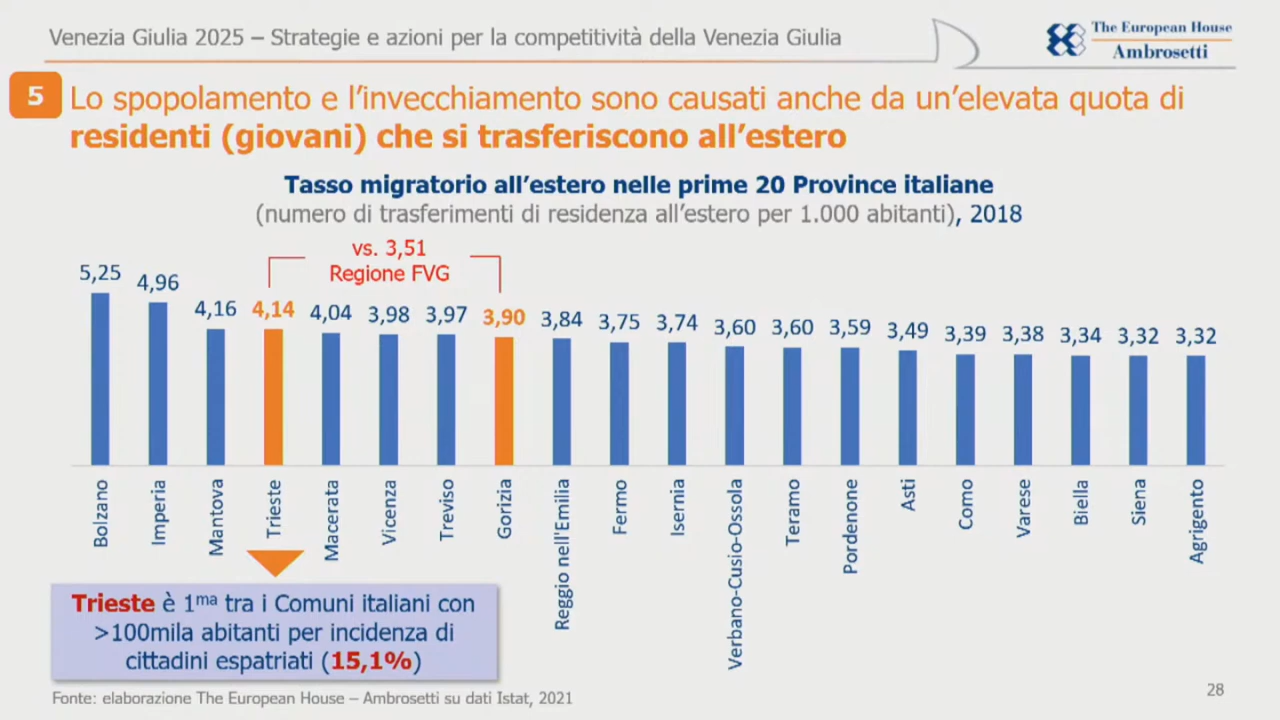 Venezia Giulia 2025 – Strategie e azioni per la competitività della Venezia Giulia
The European House
Ambrosetti
5
Lo spopolamento e l'invecchiamento sono causati anche da un'elevata quota di
residenti (giovani) che si trasferiscono all'estero
Tasso migratorio all'estero nelle prime 20 Province italiane
(numero di trasferimenti di residenza all'estero per 1.000 abitanti), 2018
vs. 3,51
Regione FVG
5,25
4,96
4,16
4,14
4,04
3,98
3,97
3,90
3,84
3,75
3,74
3,60
3,60
3,59
3,49
3,39
3,38
3,34
3,32
3,32
Bolzano
Imperia
Mantova
Trieste
Macerata
Vicenza
Treviso
Gorizia
Reggio nell'Emilia
Fermo
Isernia
Verbano-Cusio-Ossola
Teramo
Pordenone
Asti
Como
Varese
Biella
Siena
Agrigento
Trieste è 1ma tra i Comuni italiani con
>100mila abitanti per incidenza di
cittadini espatriati (15,1%)
Fonte: elaborazione The European House – Ambrosetti su dati Istat, 2021
28